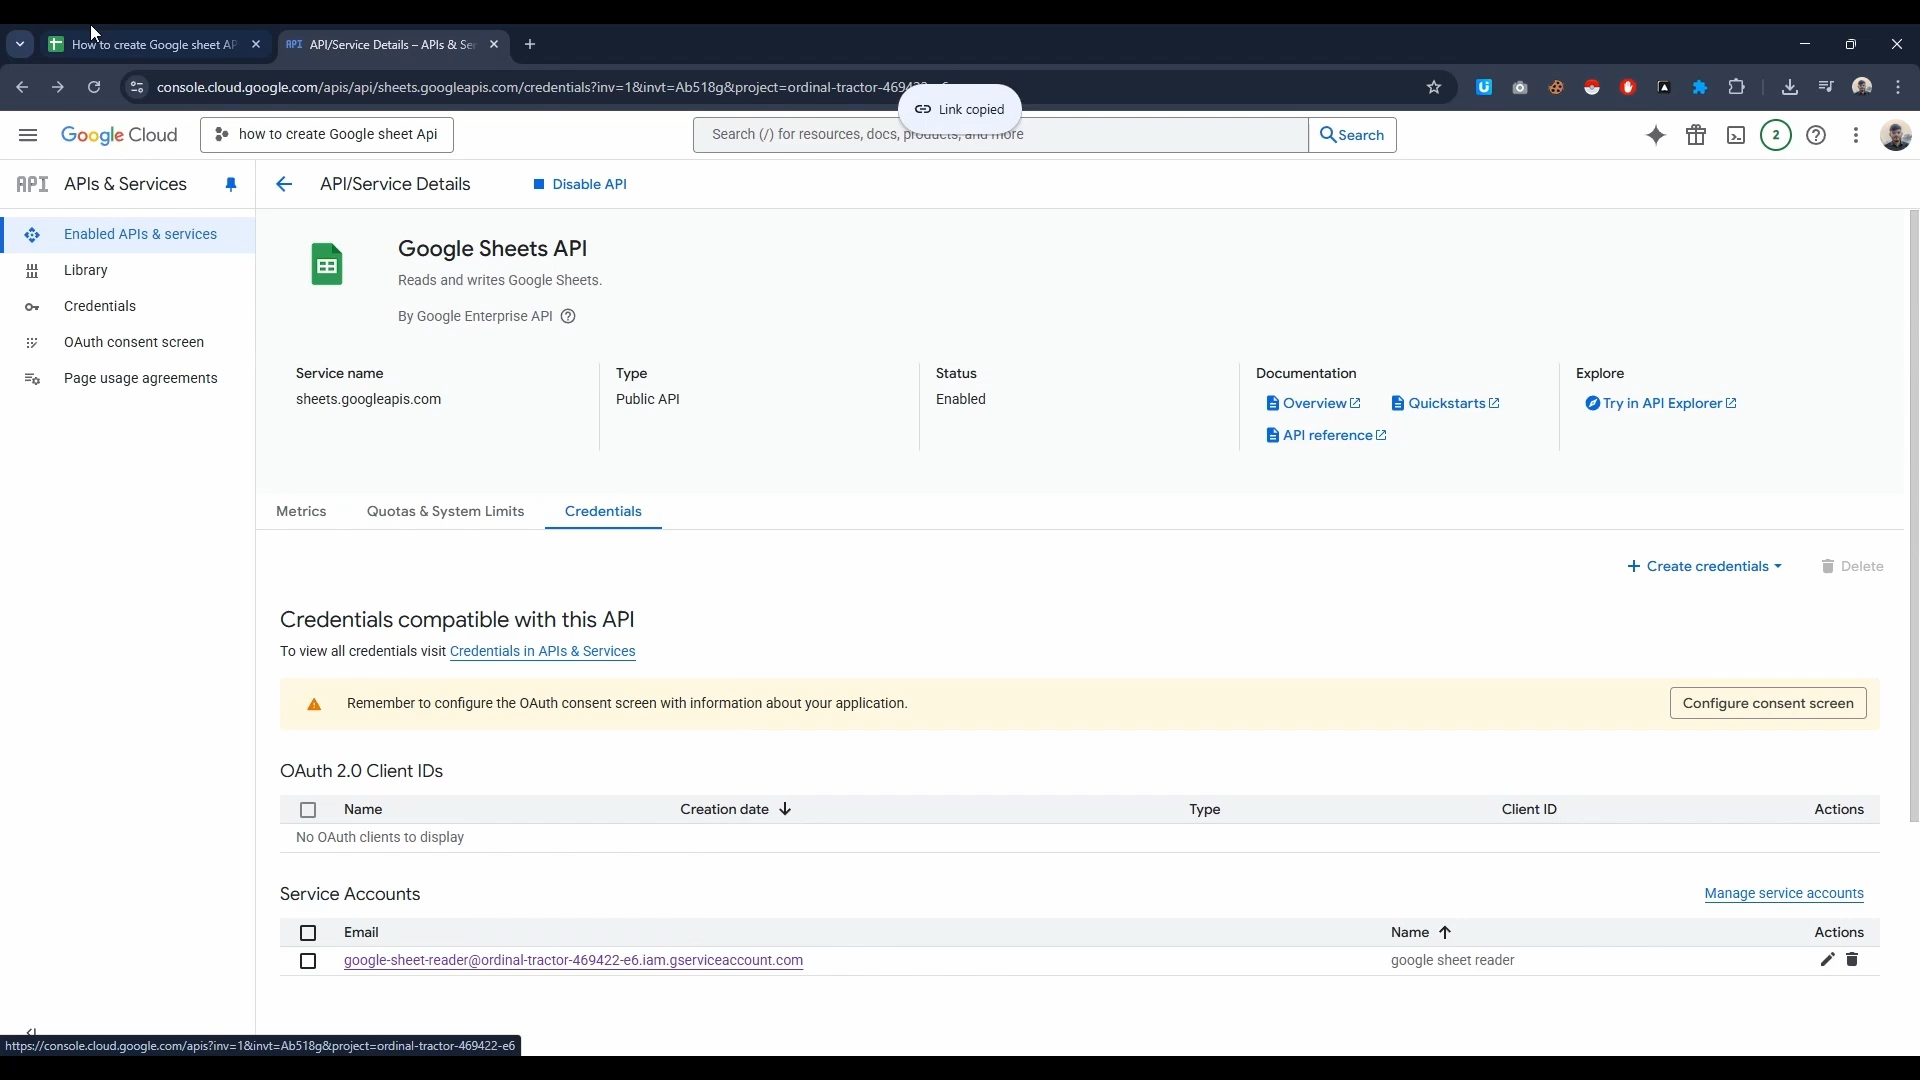 How to create Google sheet AP
API API/Service Details – APIs & Se
console.cloud.google.com/apis/api/sheets.googleapis.com/credentials?inv=1&invt=Ab518g&project=ordinal-tractor-469422-e6
Link copied
Google Cloud
how to create Google sheet Api
Search (/) for resources, docs, products, and more
Search
2
API APIs & Services
API/Service Details
Disable API
Enabled APIs & services
Library
Credentials
OAuth consent screen
Page usage agreements
Google Sheets API
Reads and writes Google Sheets.
By Google Enterprise API
Service name
sheets.googleapis.com
Type
Public API
Status
Enabled
Documentation
Overview
Quickstarts
API reference
Explore
Try in API Explorer
Metrics
Quotas & System Limits
Credentials
+ Create credentials
Delete
Credentials compatible with this API
To view all credentials visit Credentials in APIs & Services
Remember to configure the OAuth consent screen with information about your application.
Configure consent screen
OAuth 2.0 Client IDs
Name Creation date Type Client ID Actions
No OAuth clients to display
Service Accounts
Manage service accounts
Email Name Actions
google-sheet-reader@ordinal-tractor-469422-e6.iam.gserviceaccount.com google sheet reader
https://console.cloud.google.com/apis?inv=1&invt=Ab518g&project=ordinal-tractor-469422-e6